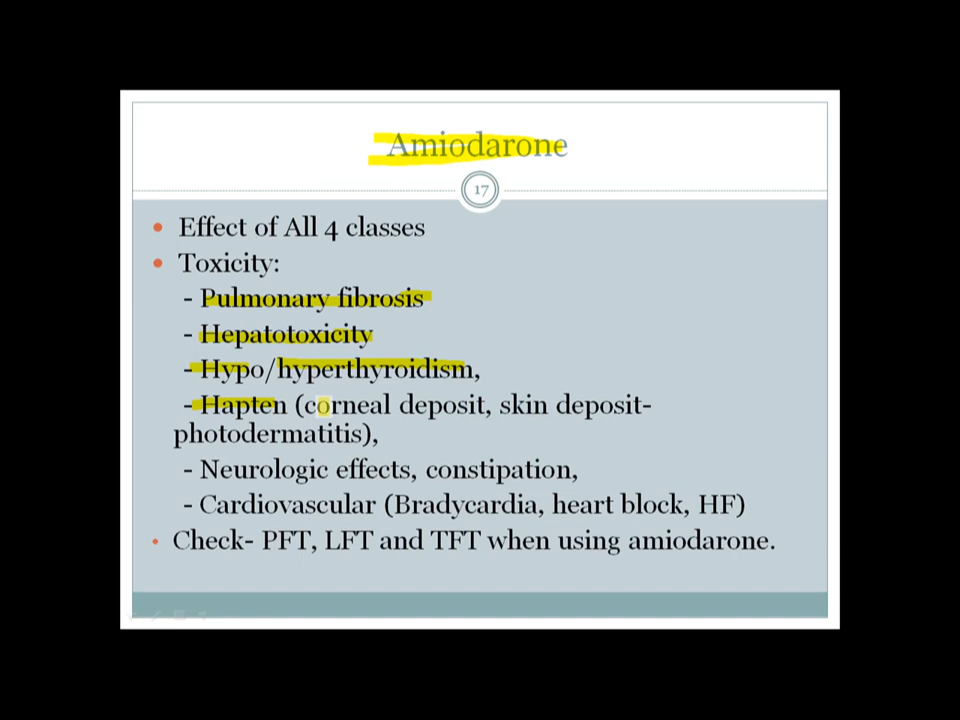 Amiodarone
17
• Effect of All 4 classes
• Toxicity:
- Pulmonary fibrosis
- Hepatotoxicity
- Hypo/hyperthyroidism,
- Hapten (corneal deposit, skin deposit-
photodermatitis),
- Neurologic effects, constipation,
- Cardiovascular (Bradycardia, heart block, HF)
• Check- PFT, LFT and TFT when using amiodarone.